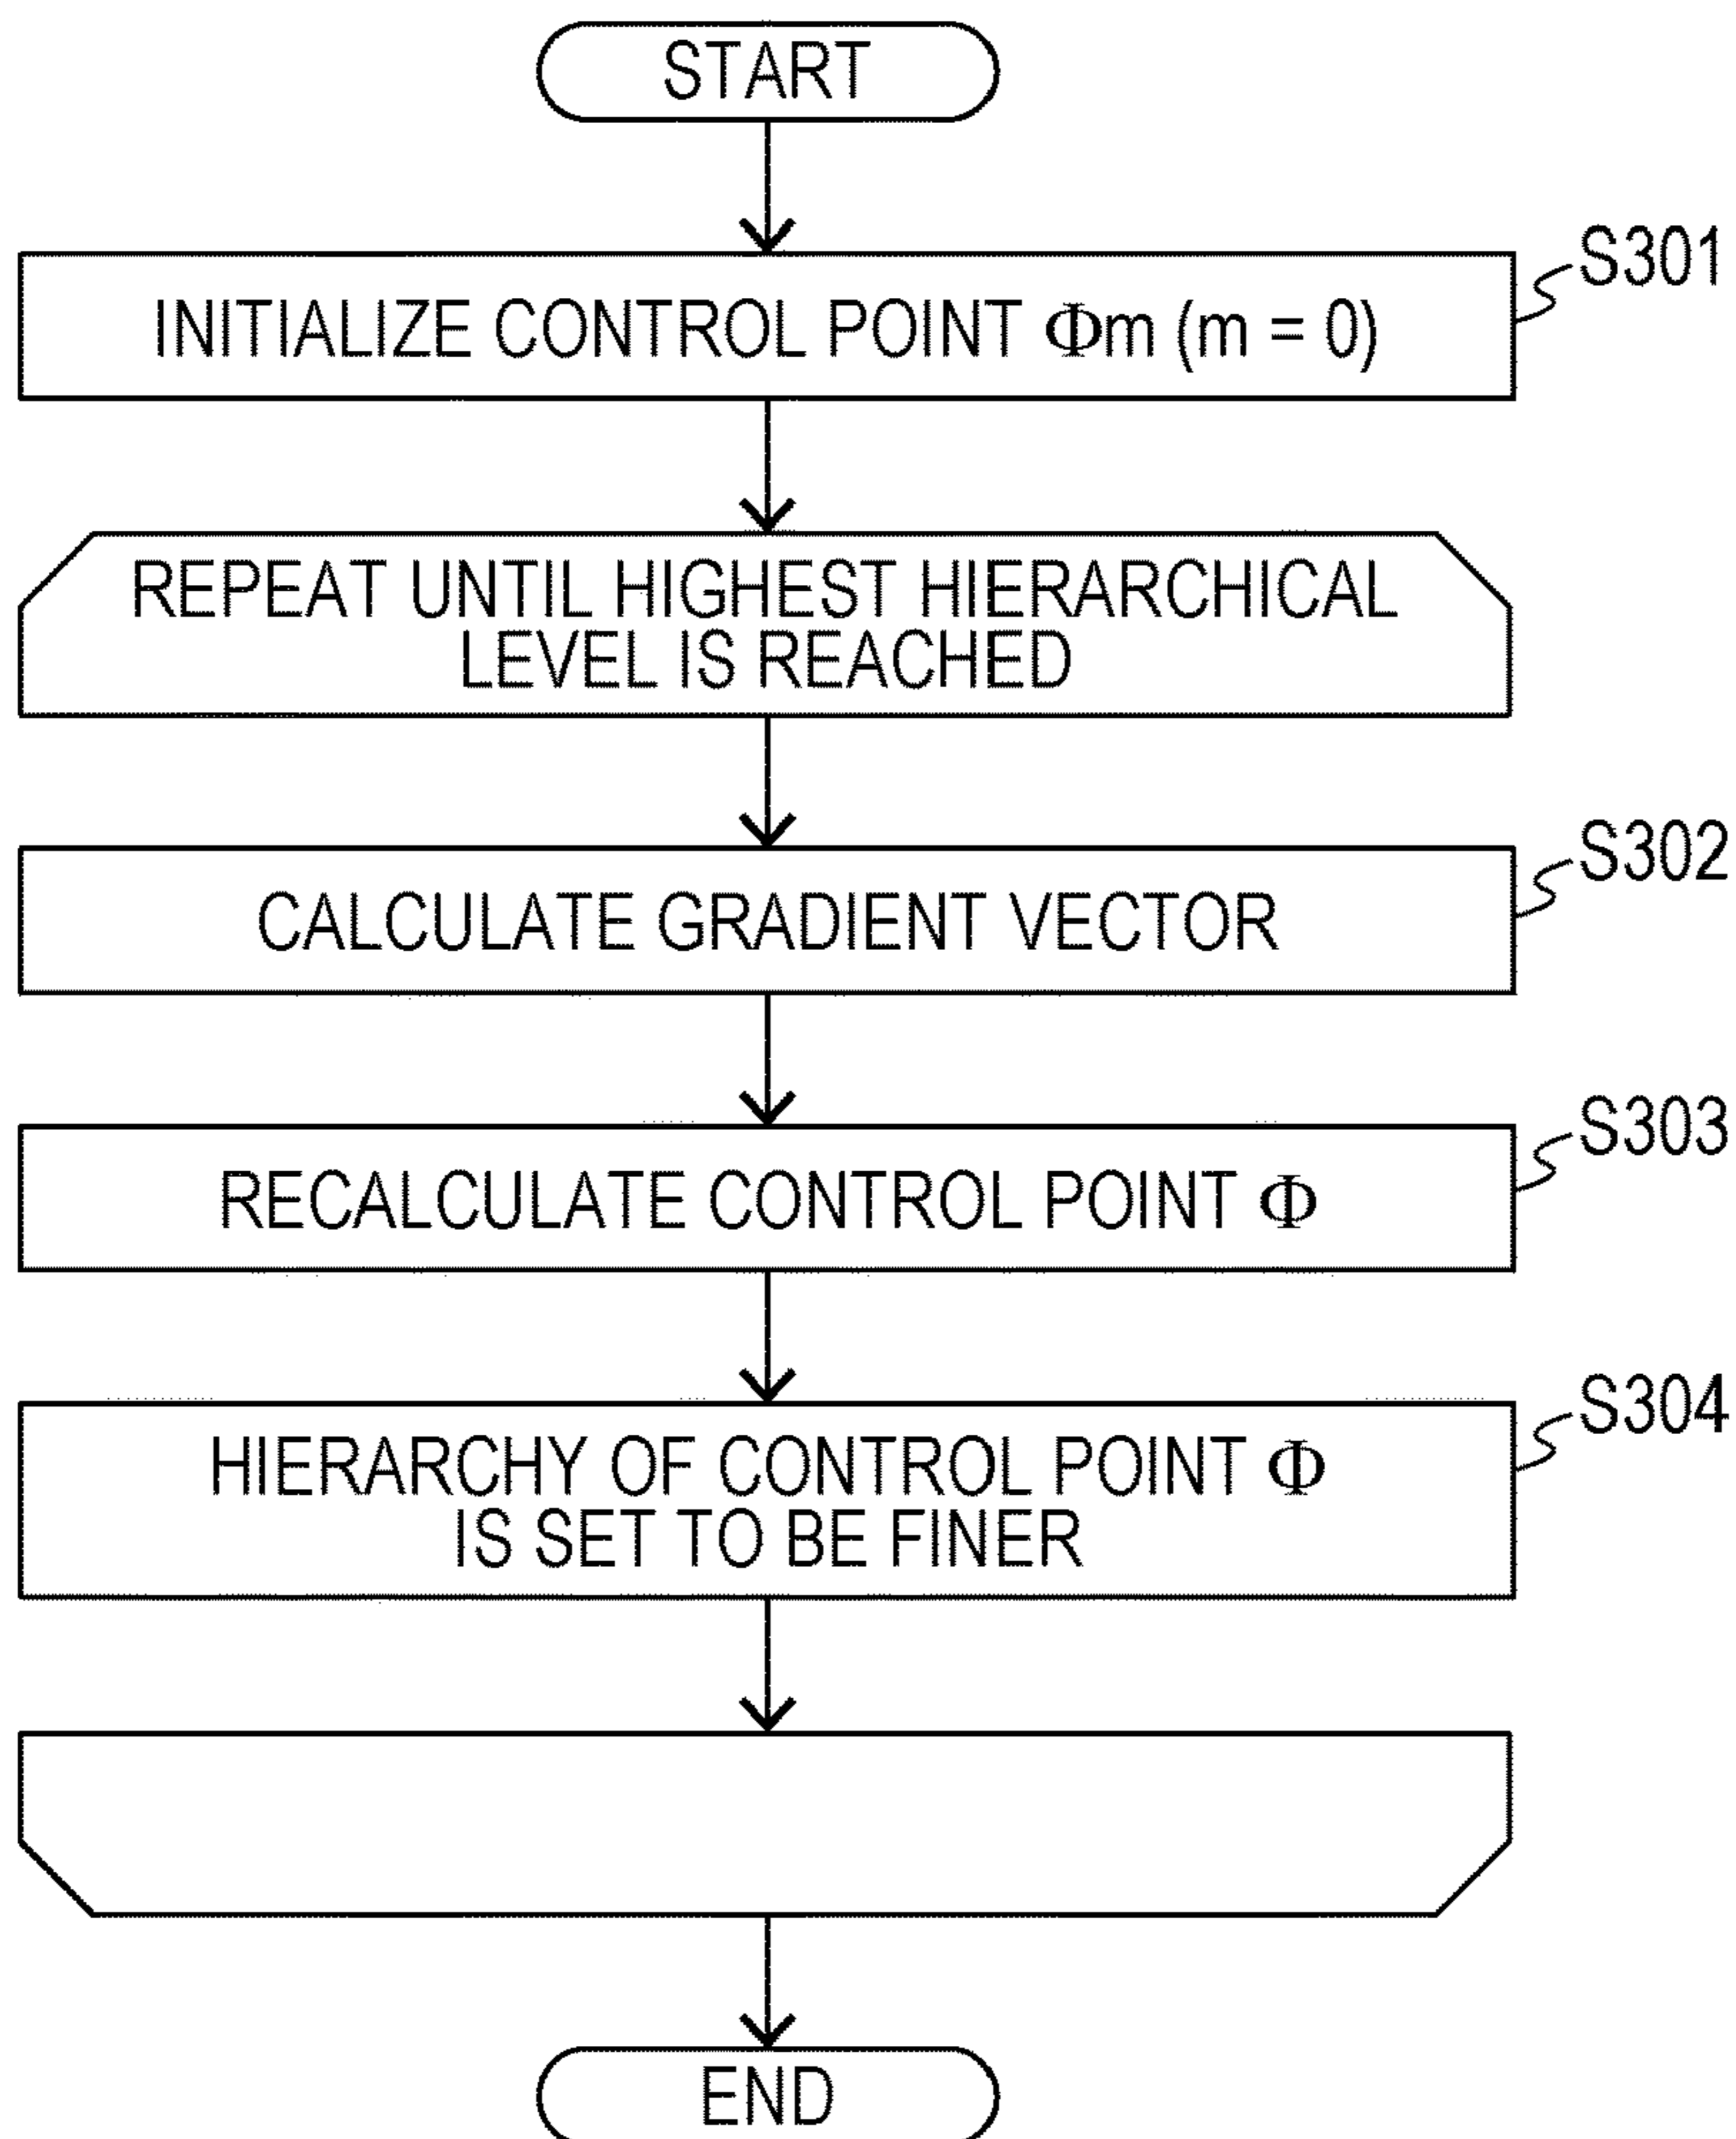 START
INITIALIZE CONTROL POINT Φm (m = 0)
S301
REPEAT UNTIL HIGHEST HIERARCHICAL
LEVEL IS REACHED
CALCULATE GRADIENT VECTOR
S302
RECALCULATE CONTROL POINT Φ
S303
HIERARCHY OF CONTROL POINT Φ
IS SET TO BE FINER
S304
END